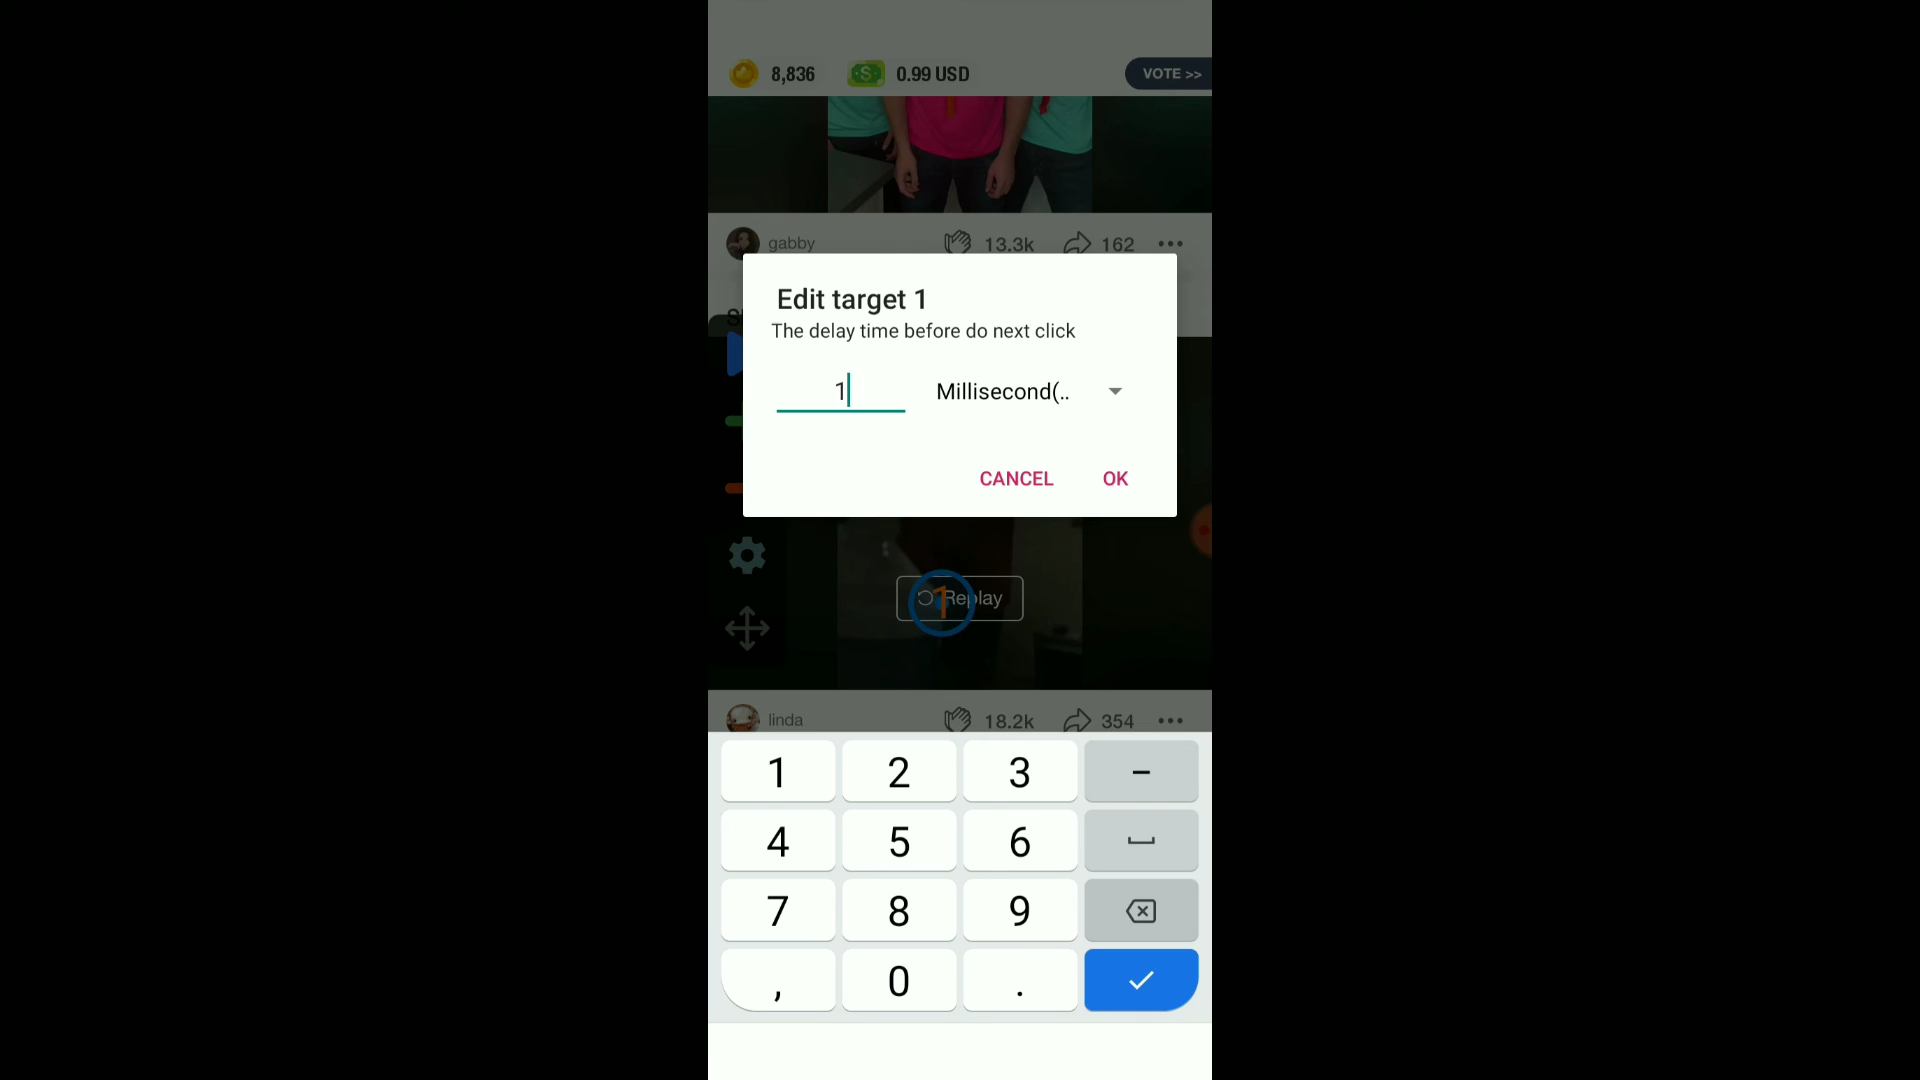 8,836 0.99 USD VOTE >>
gabby 13.3k 162
Edit target 1
The delay time before do next click
1 Millisecond(..
CANCEL OK
1 Replay
linda 18.2k 354
1 2 3 −
4 5 6
7 8 9
, 0 .